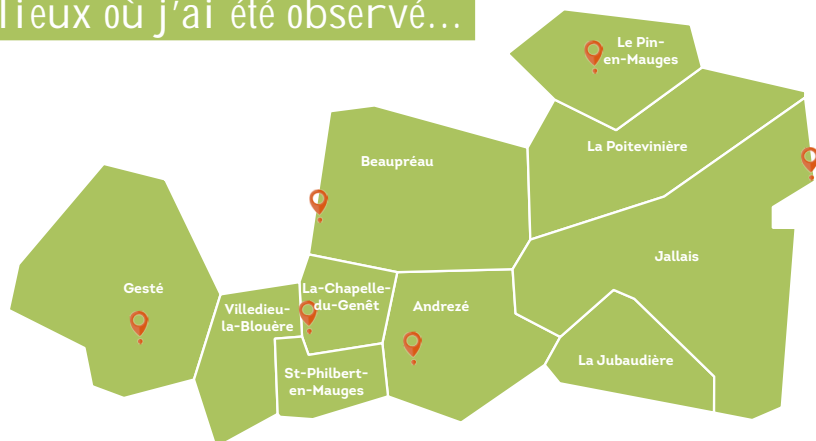 lieux où j'ai été observé...
Le Pin-
en-Mauges
La Poitevinière
Beaupréau
Jallais
Gesté
La-Chapelle-
du-Genêt
Villedieu-
la-Blouère
Andrezé
La Jubaudière
St-Philbert-
en-Mauges